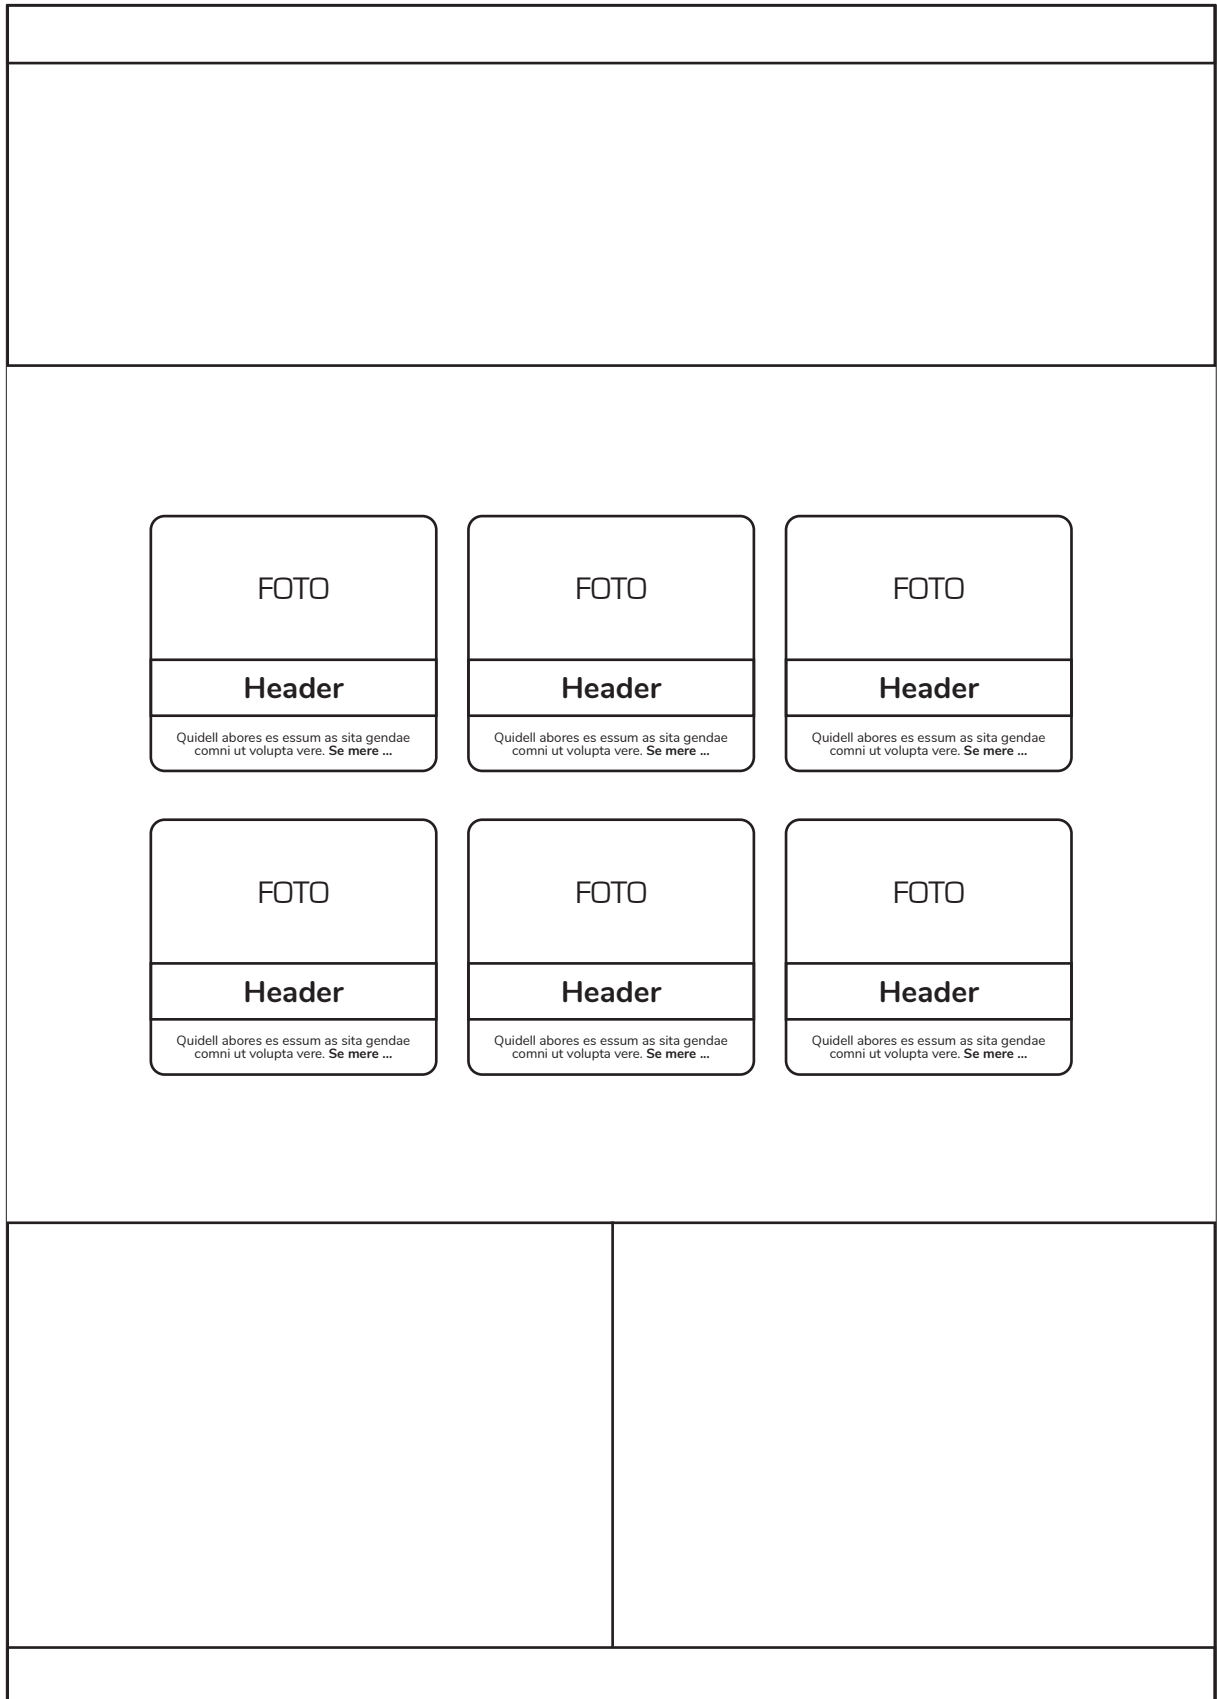 FOTO
FOTO
FOTO
Header
Header
Header
Quidell abores es essum as sita gendae
comni ut volupta vere. Se mere ...
Quidell abores es essum as sita gendae
comni ut volupta vere. Se mere ...
Quidell abores es essum as sita gendae
comni ut volupta vere. Se mere ...
FOTO
FOTO
FOTO
Header
Header
Header
Quidell abores es essum as sita gendae
comni ut volupta vere. Se mere ...
Quidell abores es essum as sita gendae
comni ut volupta vere. Se mere ...
Quidell abores es essum as sita gendae
comni ut volupta vere. Se mere ...